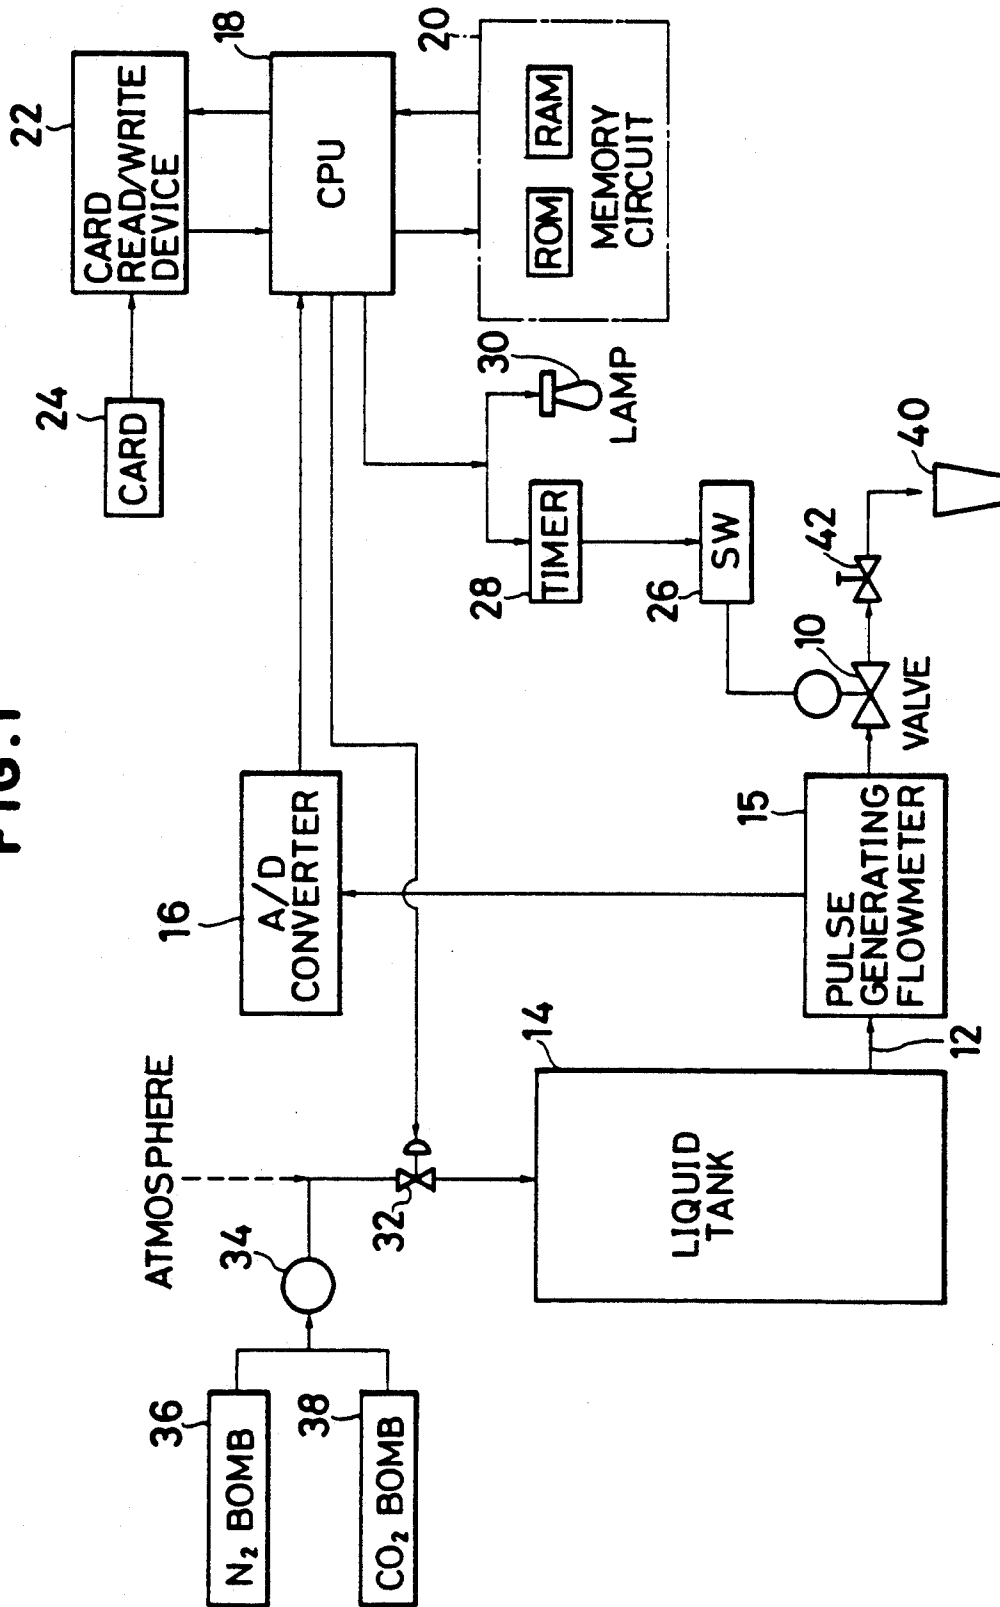 FIG.1
22
CARD
READ/WRITE
DEVICE
24
CARD
18
CPU
20
ROM
RAM
MEMORY
CIRCUIT
30
LAMP
28
TIMER
26
SW
16
A/D
CONVERTER
ATMOSPHERE
34
32
36
N₂ BOMB
38
CO₂ BOMB
14
LIQUID
TANK
12
15
PULSE
GENERATING
FLOWMETER
10
VALVE
42
40